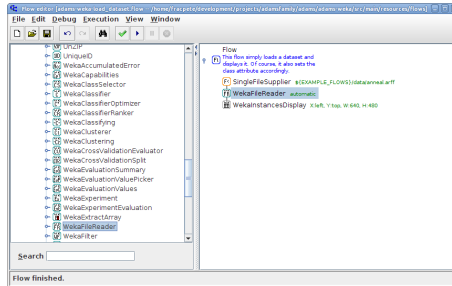 Flow editor [adams-weka-load_dataset.flow --/home/fracpete/development/projects/adamsfamily/adams/adams-weka/src/main/resources/flows]
File Edit Debug Execution View Window
UnZIP
UniqueID
WekaAccumulatedError
WekaCapabilities
WekaClassSelector
WekaClassifier
WekaClassifierOptimizer
WekaClassifierRanker
WekaClassifying
WekaClusterer
WekaClustering
WekaCrossValidationEvaluator
WekaCrossValidationSplit
WekaEvaluationSummary
WekaEvaluationValuePicker
WekaEvaluationValues
WekaExperiment
WekaExperimentEvaluation
WekaExtractArray
WekaFileReader
WekaFilter
Search
Flow
This flow simply loads a dataset and
displays it. Of course, it also sets the
class attribute accordingly.
SingleFileSupplier ${EXAMPLE_FLOWS}/data/anneal.arff
WekaFileReader automatic
WekaInstancesDisplay X:left, Y:top, W:640, H:480
Flow finished.